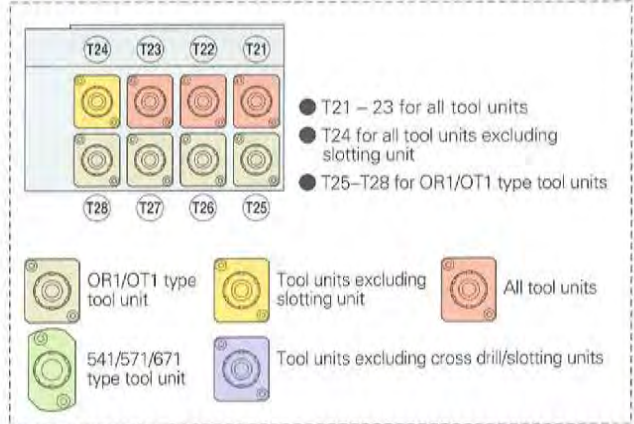 T24 T23 T22 T21
● T21 – 23 for all tool units
● T24 for all tool units excluding
slotting unit
● T25–T28 for OR1/OT1 type tool units
T28 T27 T26 T25
OR1/OT1 type
tool unit
Tool units excluding
slotting unit
All tool units
541/571/671
type tool unit
Tool units excluding cross drill/slotting units